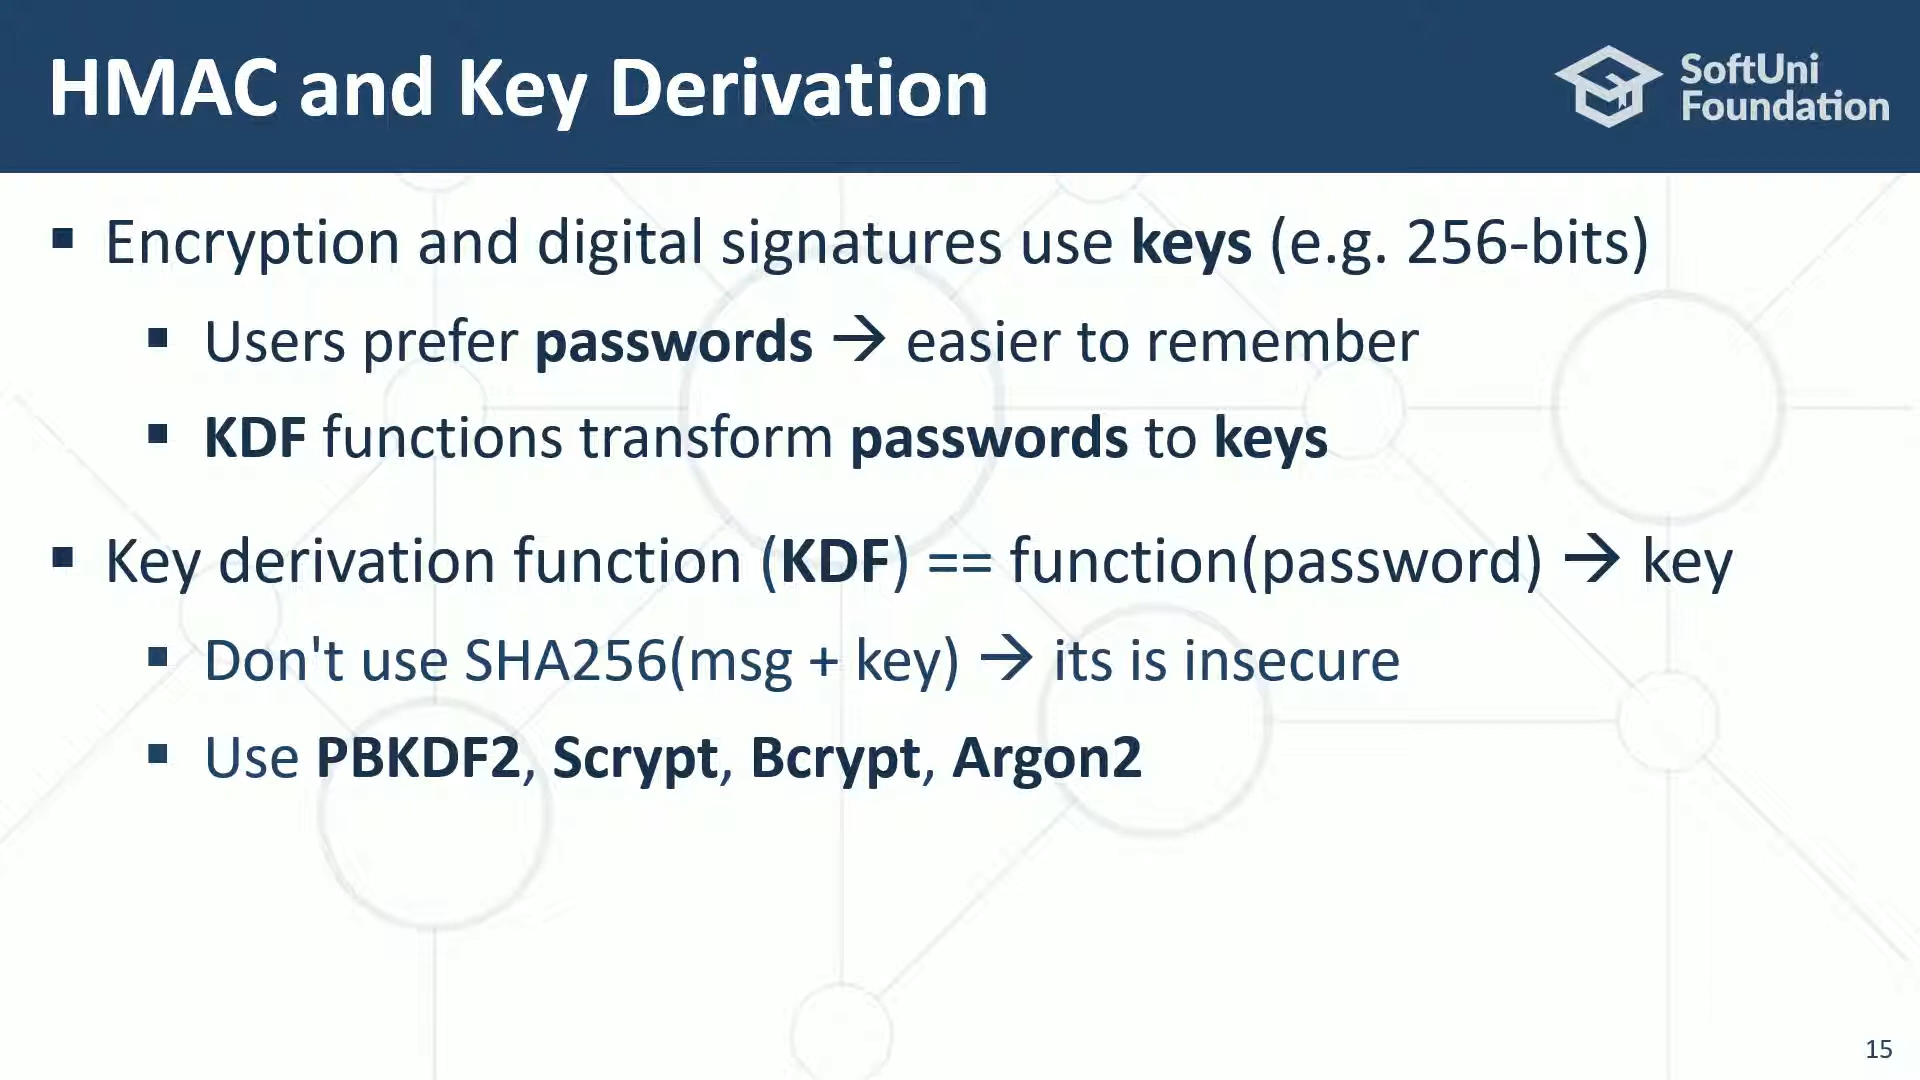 HMAC and Key Derivation
SoftUni
Foundation
▪ Encryption and digital signatures use keys (e.g. 256-bits)
▪ Users prefer passwords → easier to remember
▪ KDF functions transform passwords to keys
▪ Key derivation function (KDF) == function(password) → key
▪ Don't use SHA256(msg + key) → its is insecure
▪ Use PBKDF2, Scrypt, Bcrypt, Argon2
15